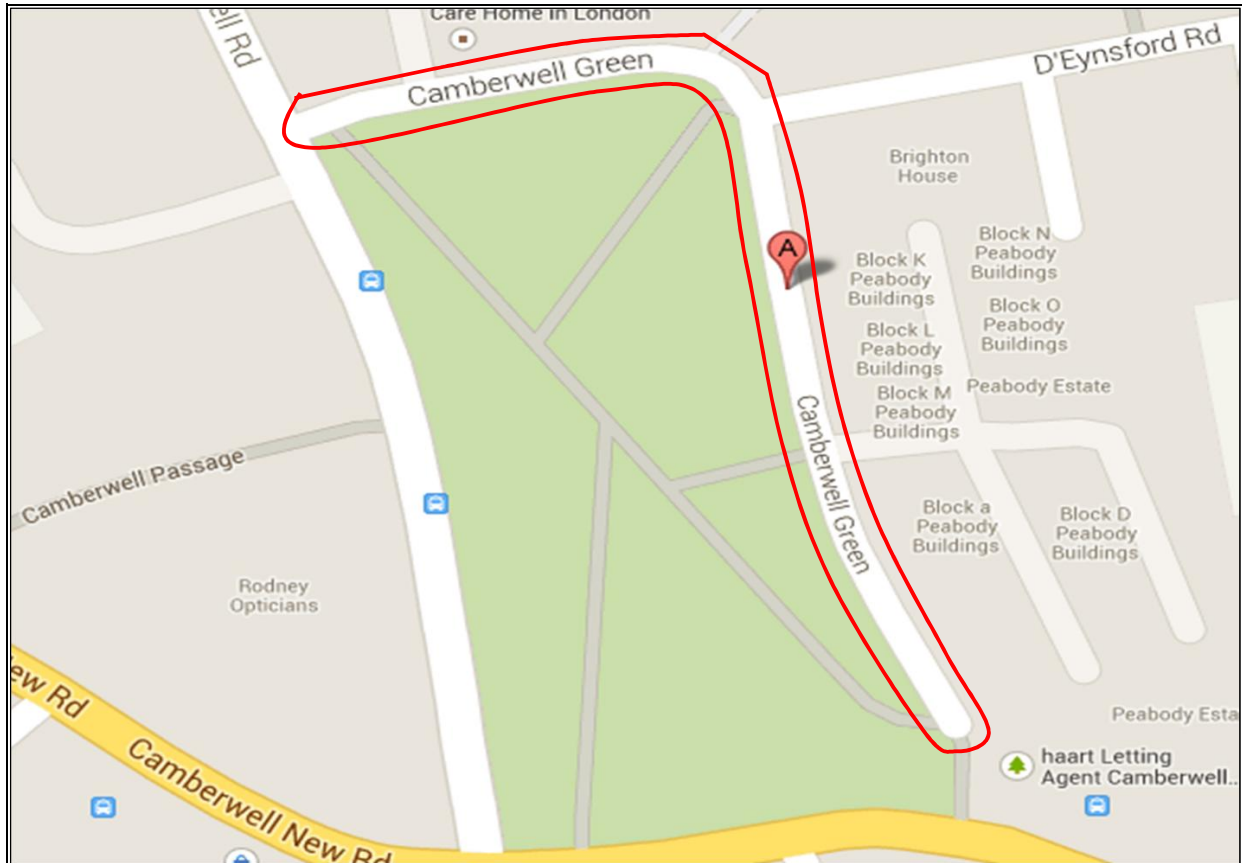 Care Home in London
ell Rd
Camberwell Green
D'Eynsford Rd
Brighton
House
A
Block N
Peabody
Buildings
Block K
Peabody
Buildings
Block O
Peabody
Buildings
Block L
Peabody
Buildings
Peabody Estate
Block M
Peabody
Buildings
Camberwell Green
Camberwell Passage
Block a
Peabody
Buildings
Block D
Peabody
Buildings
Rodney
Opticians
ew Rd
Camberwell New Rd
Peabody Esta
haart Letting
Agent Camberwell...